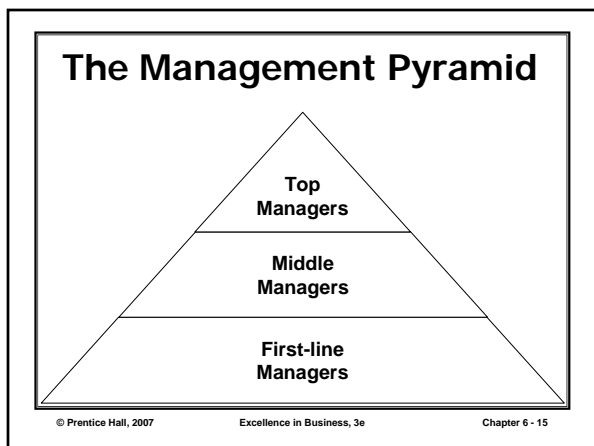 The Management Pyramid
Top
Managers
Middle
Managers
First-line
Managers
© Prentice Hall, 2007 Excellence in Business, 3e Chapter 6 - 15